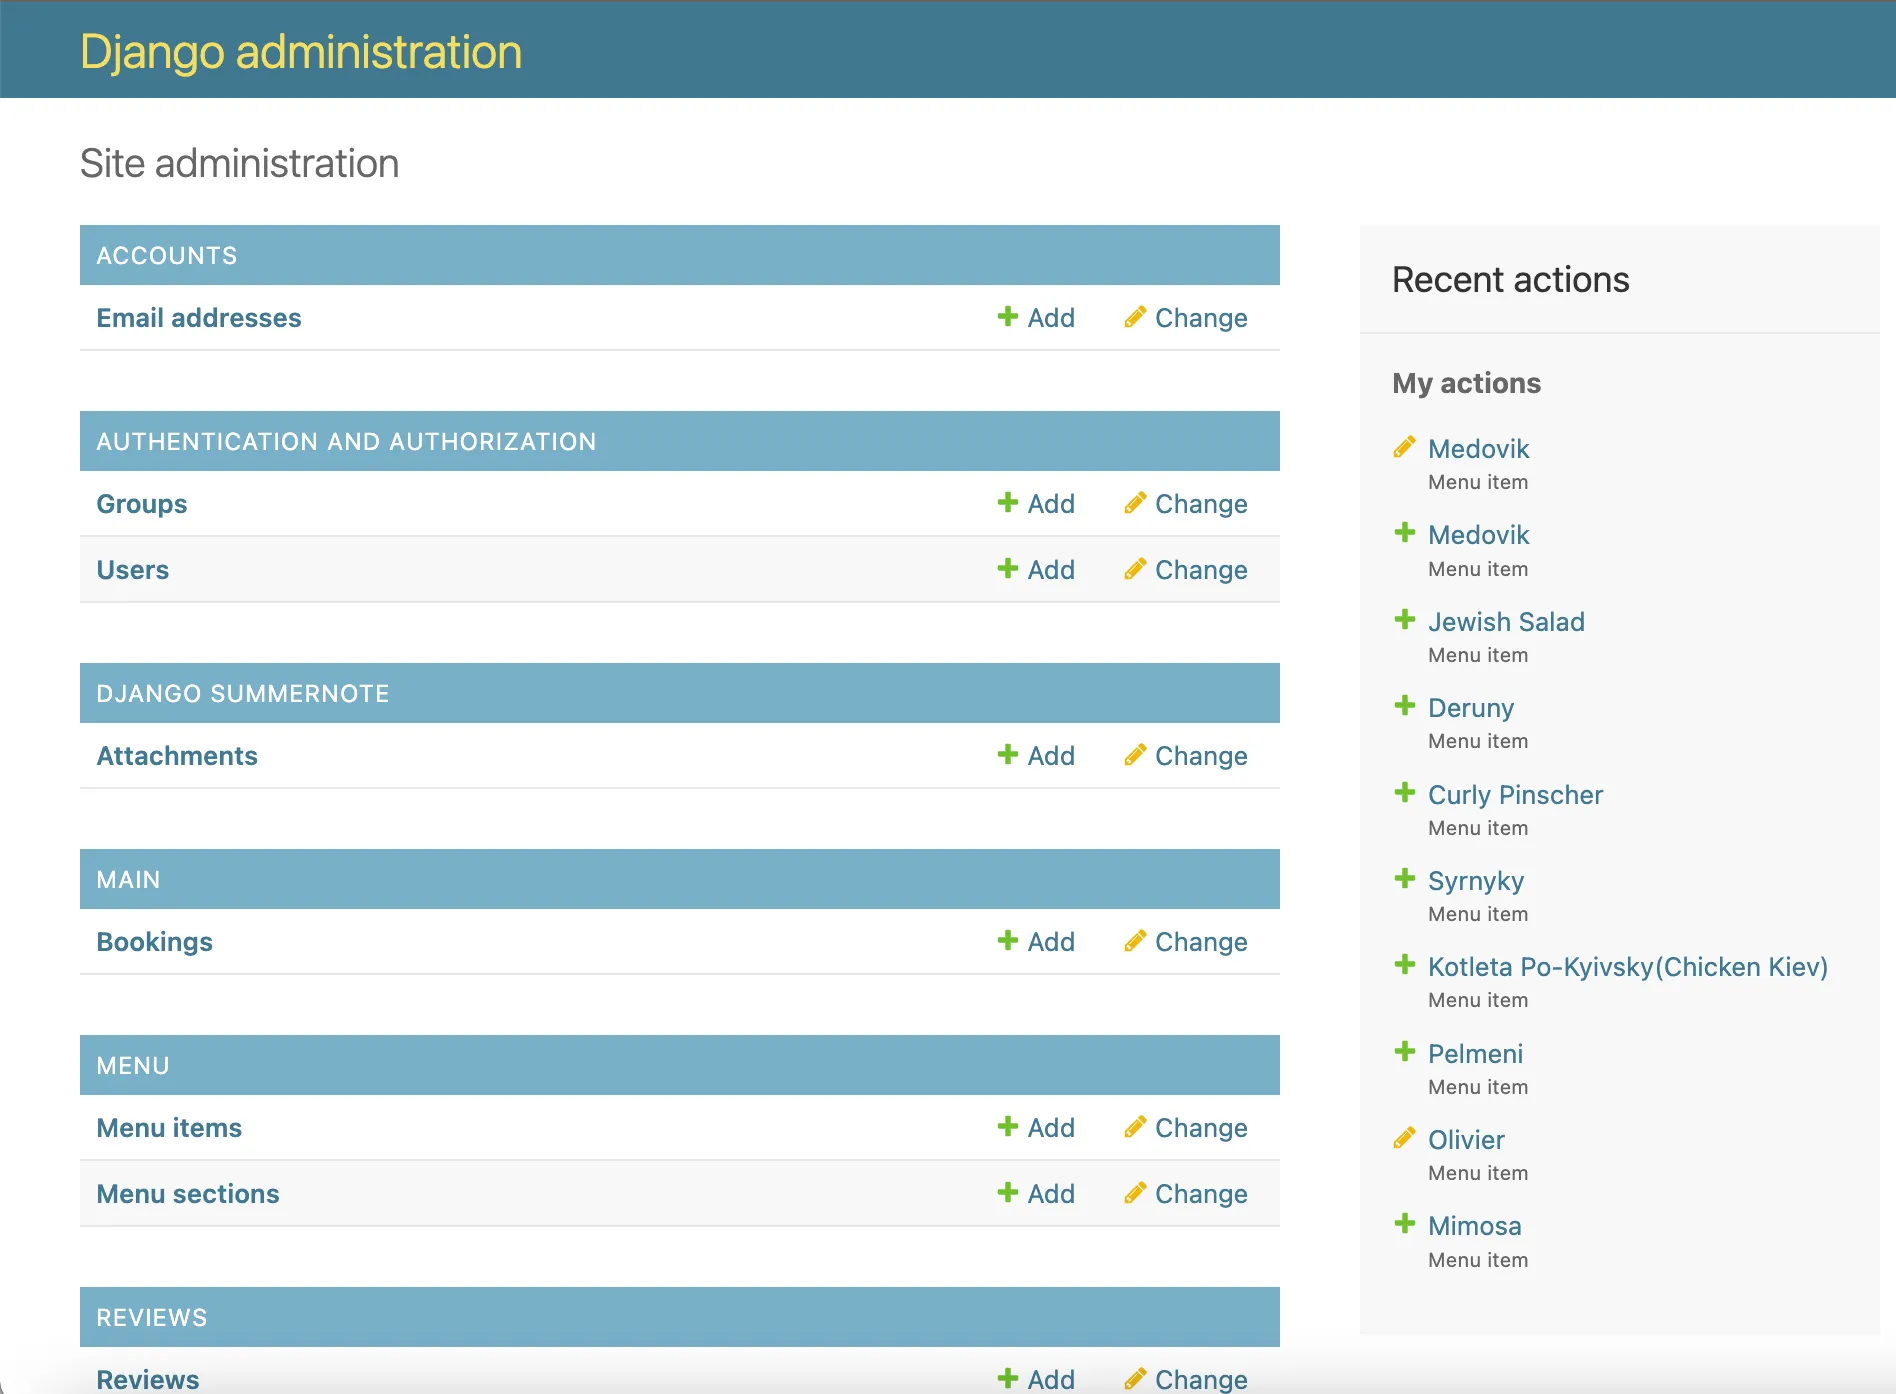 Django administration
Site administration
ACCOUNTS
Email addresses Add Change
AUTHENTICATION AND AUTHORIZATION
Groups Add Change
Users Add Change
DJANGO SUMMERNOTE
Attachments Add Change
MAIN
Bookings Add Change
MENU
Menu items Add Change
Menu sections Add Change
REVIEWS
Reviews Add Change
Recent actions
My actions
Medovik
Menu item
Medovik
Menu item
Jewish Salad
Menu item
Deruny
Menu item
Curly Pinscher
Menu item
Syrnyky
Menu item
Kotleta Po-Kyivsky(Chicken Kiev)
Menu item
Pelmeni
Menu item
Olivier
Menu item
Mimosa
Menu item